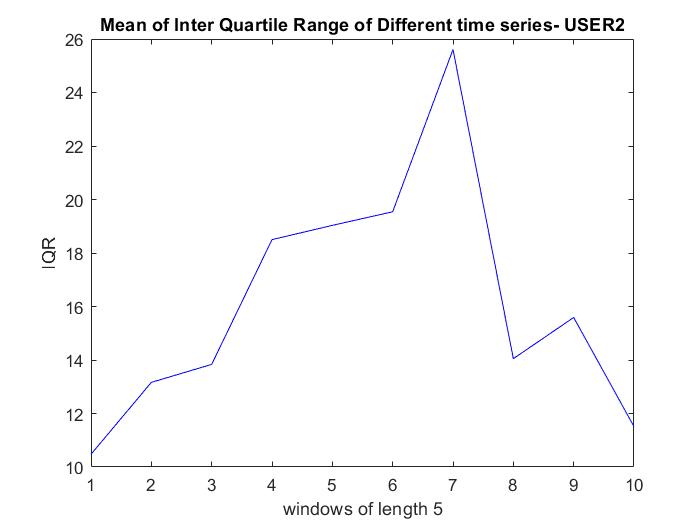 Mean of Inter Quartile Range of Different time series- USER2
26
24
22
20
18
16
14
12
10
IQR
1 2 3 4 5 6 7 8 9 10
windows of length 5